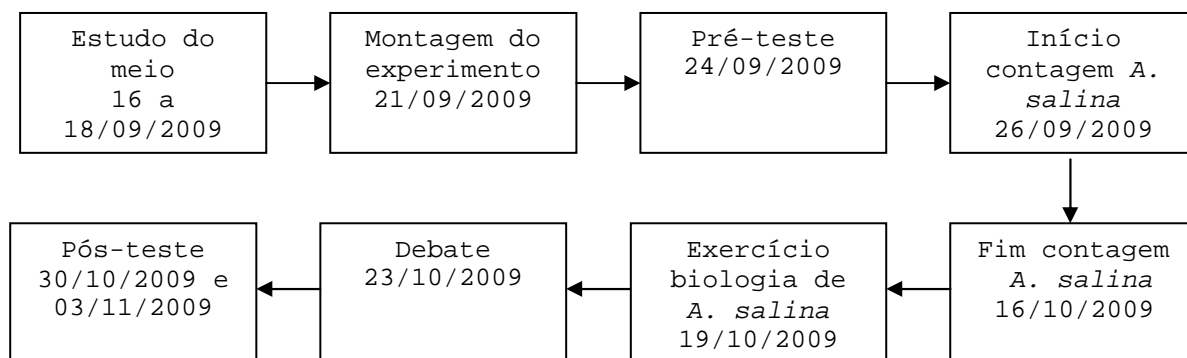 Estudo do
meio
16 a
18/09/2009
Montagem do
experimento
21/09/2009
Pré-teste
24/09/2009
Início
contagem A.
salina
26/09/2009
Fim contagem
A. salina
16/10/2009
Exercício
biologia de
A. salina
19/10/2009
Debate
23/10/2009
Pós-teste
30/10/2009 e
03/11/2009